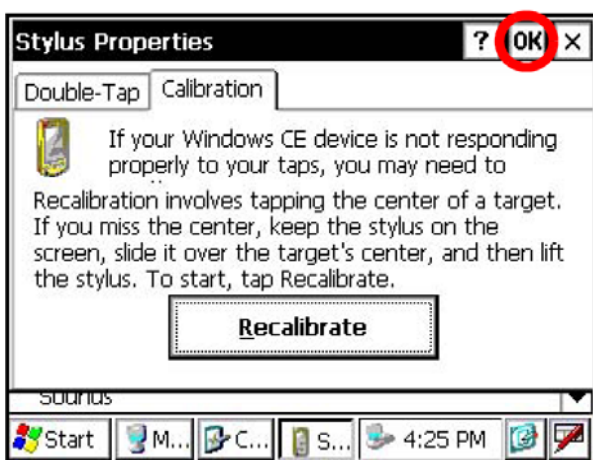 Stylus Properties ? OK ×
Double-Tap Calibration
If your Windows CE device is not responding
properly to your taps, you may need to
Recalibration involves tapping the center of a target.
If you miss the center, keep the stylus on the
screen, slide it over the target's center, and then lift
the stylus. To start, tap Recalibrate.
Recalibrate
Sounds
Start M... C... S... 4:25 PM